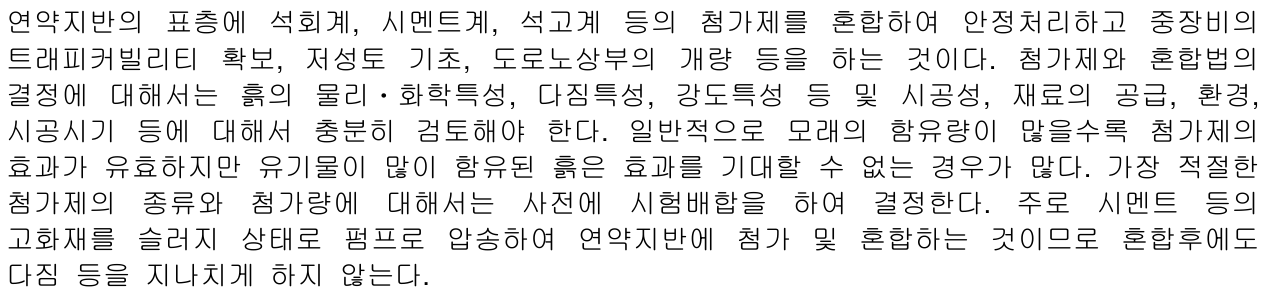 연약지반의 표층에 석회계, 시멘트계, 석고계 등의 첨가제를 혼합하여 안정처리하고 중장비의
트래피커빌리티 확보, 저성토 기초, 도로노상부의 개량 등을 하는 것이다. 첨가제와 혼합법의
결정에 대해서는 흙의 물리·화학특성, 다짐특성, 강도특성 등 및 시공성, 재료의 공급, 환경,
시공시기 등에 대해서 충분히 검토해야 한다. 일반적으로 모래의 함유량이 많을수록 첨가제의
효과가 유효하지만 유기물이 많이 함유된 흙은 효과를 기대할 수 없는 경우가 많다. 가장 적절한
첨가제의 종류와 첨가량에 대해서는 사전에 시험배합을 하여 결정한다. 주로 시멘트 등의
고화재를 슬러지 상태로 펌프로 압송하여 연약지반에 첨가 및 혼합하는 것이므로 혼합후에도
다짐 등을 지나치게 하지 않는다.